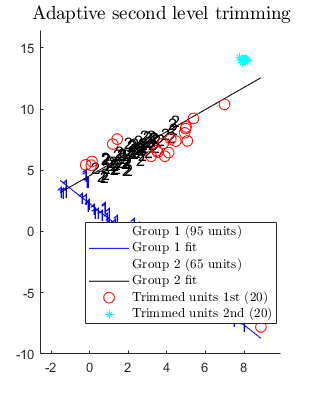 Adaptive second level trimming
15
10
5
0
-5
-10
-2
0
2
4
6
8
Group 1 (95 units)
Group 1 fit
Group 2 (65 units)
Group 2 fit
Trimmed units 1st (20)
Trimmed units 2nd (20)